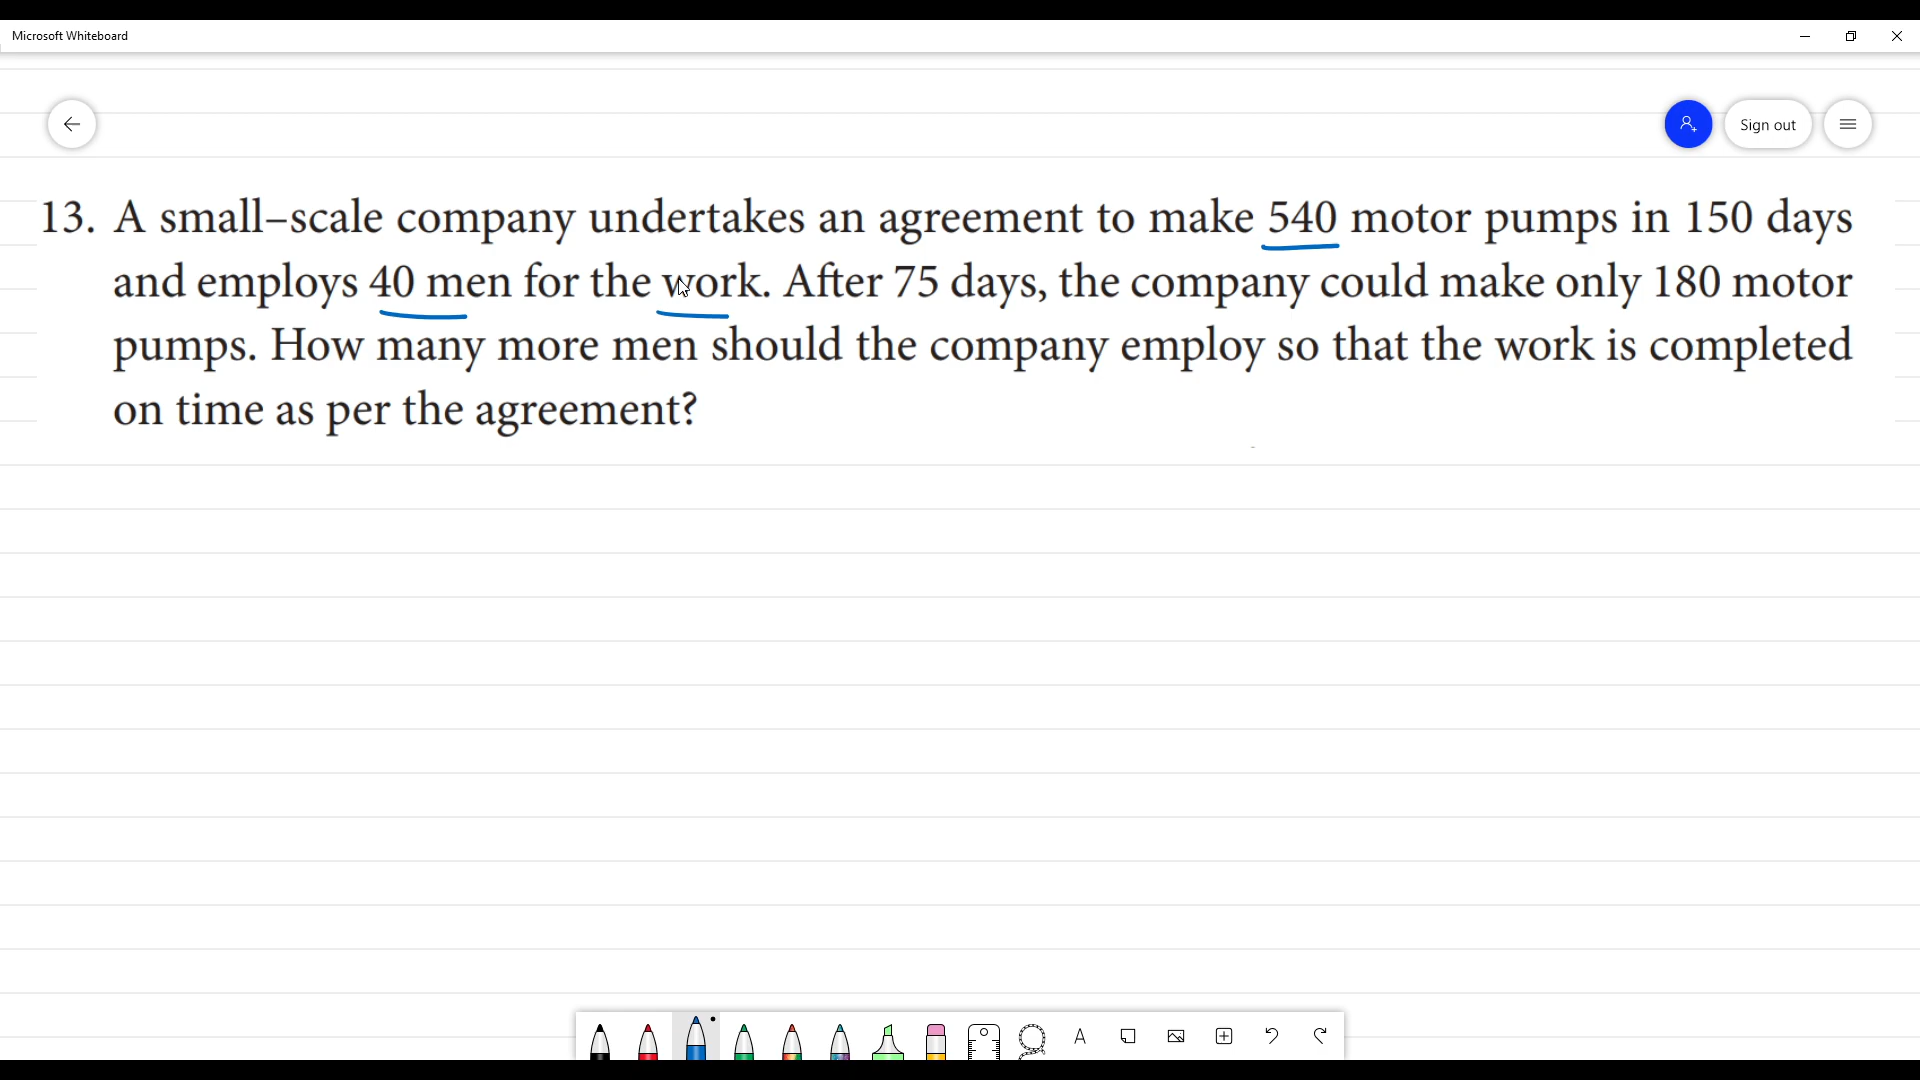 Microsoft Whiteboard
Sign out
13. A small–scale company undertakes an agreement to make 540 motor pumps in 150 days
and employs 40 men for the work. After 75 days, the company could make only 180 motor
pumps. How many more men should the company employ so that the work is completed
on time as per the agreement?